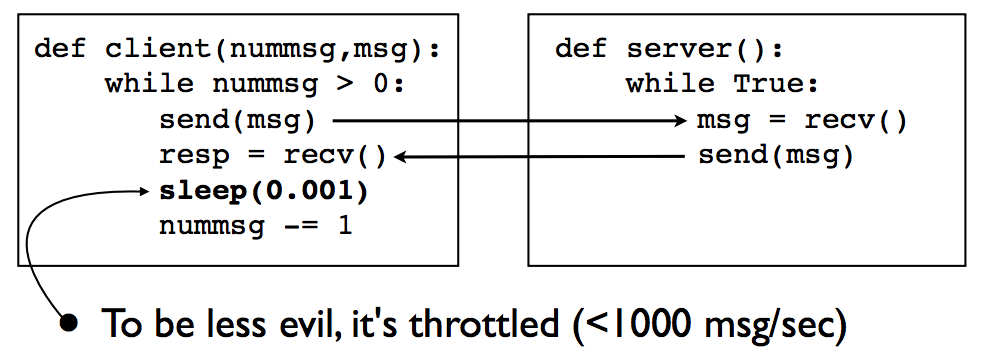 def client(nummsg,msg):
    while nummsg > 0:
        send(msg)
        resp = recv()
        sleep(0.001)
        nummsg -= 1
def server():
    while True:
        msg = recv()
        send(msg)
• To be less evil, it's throttled (<1000 msg/sec)